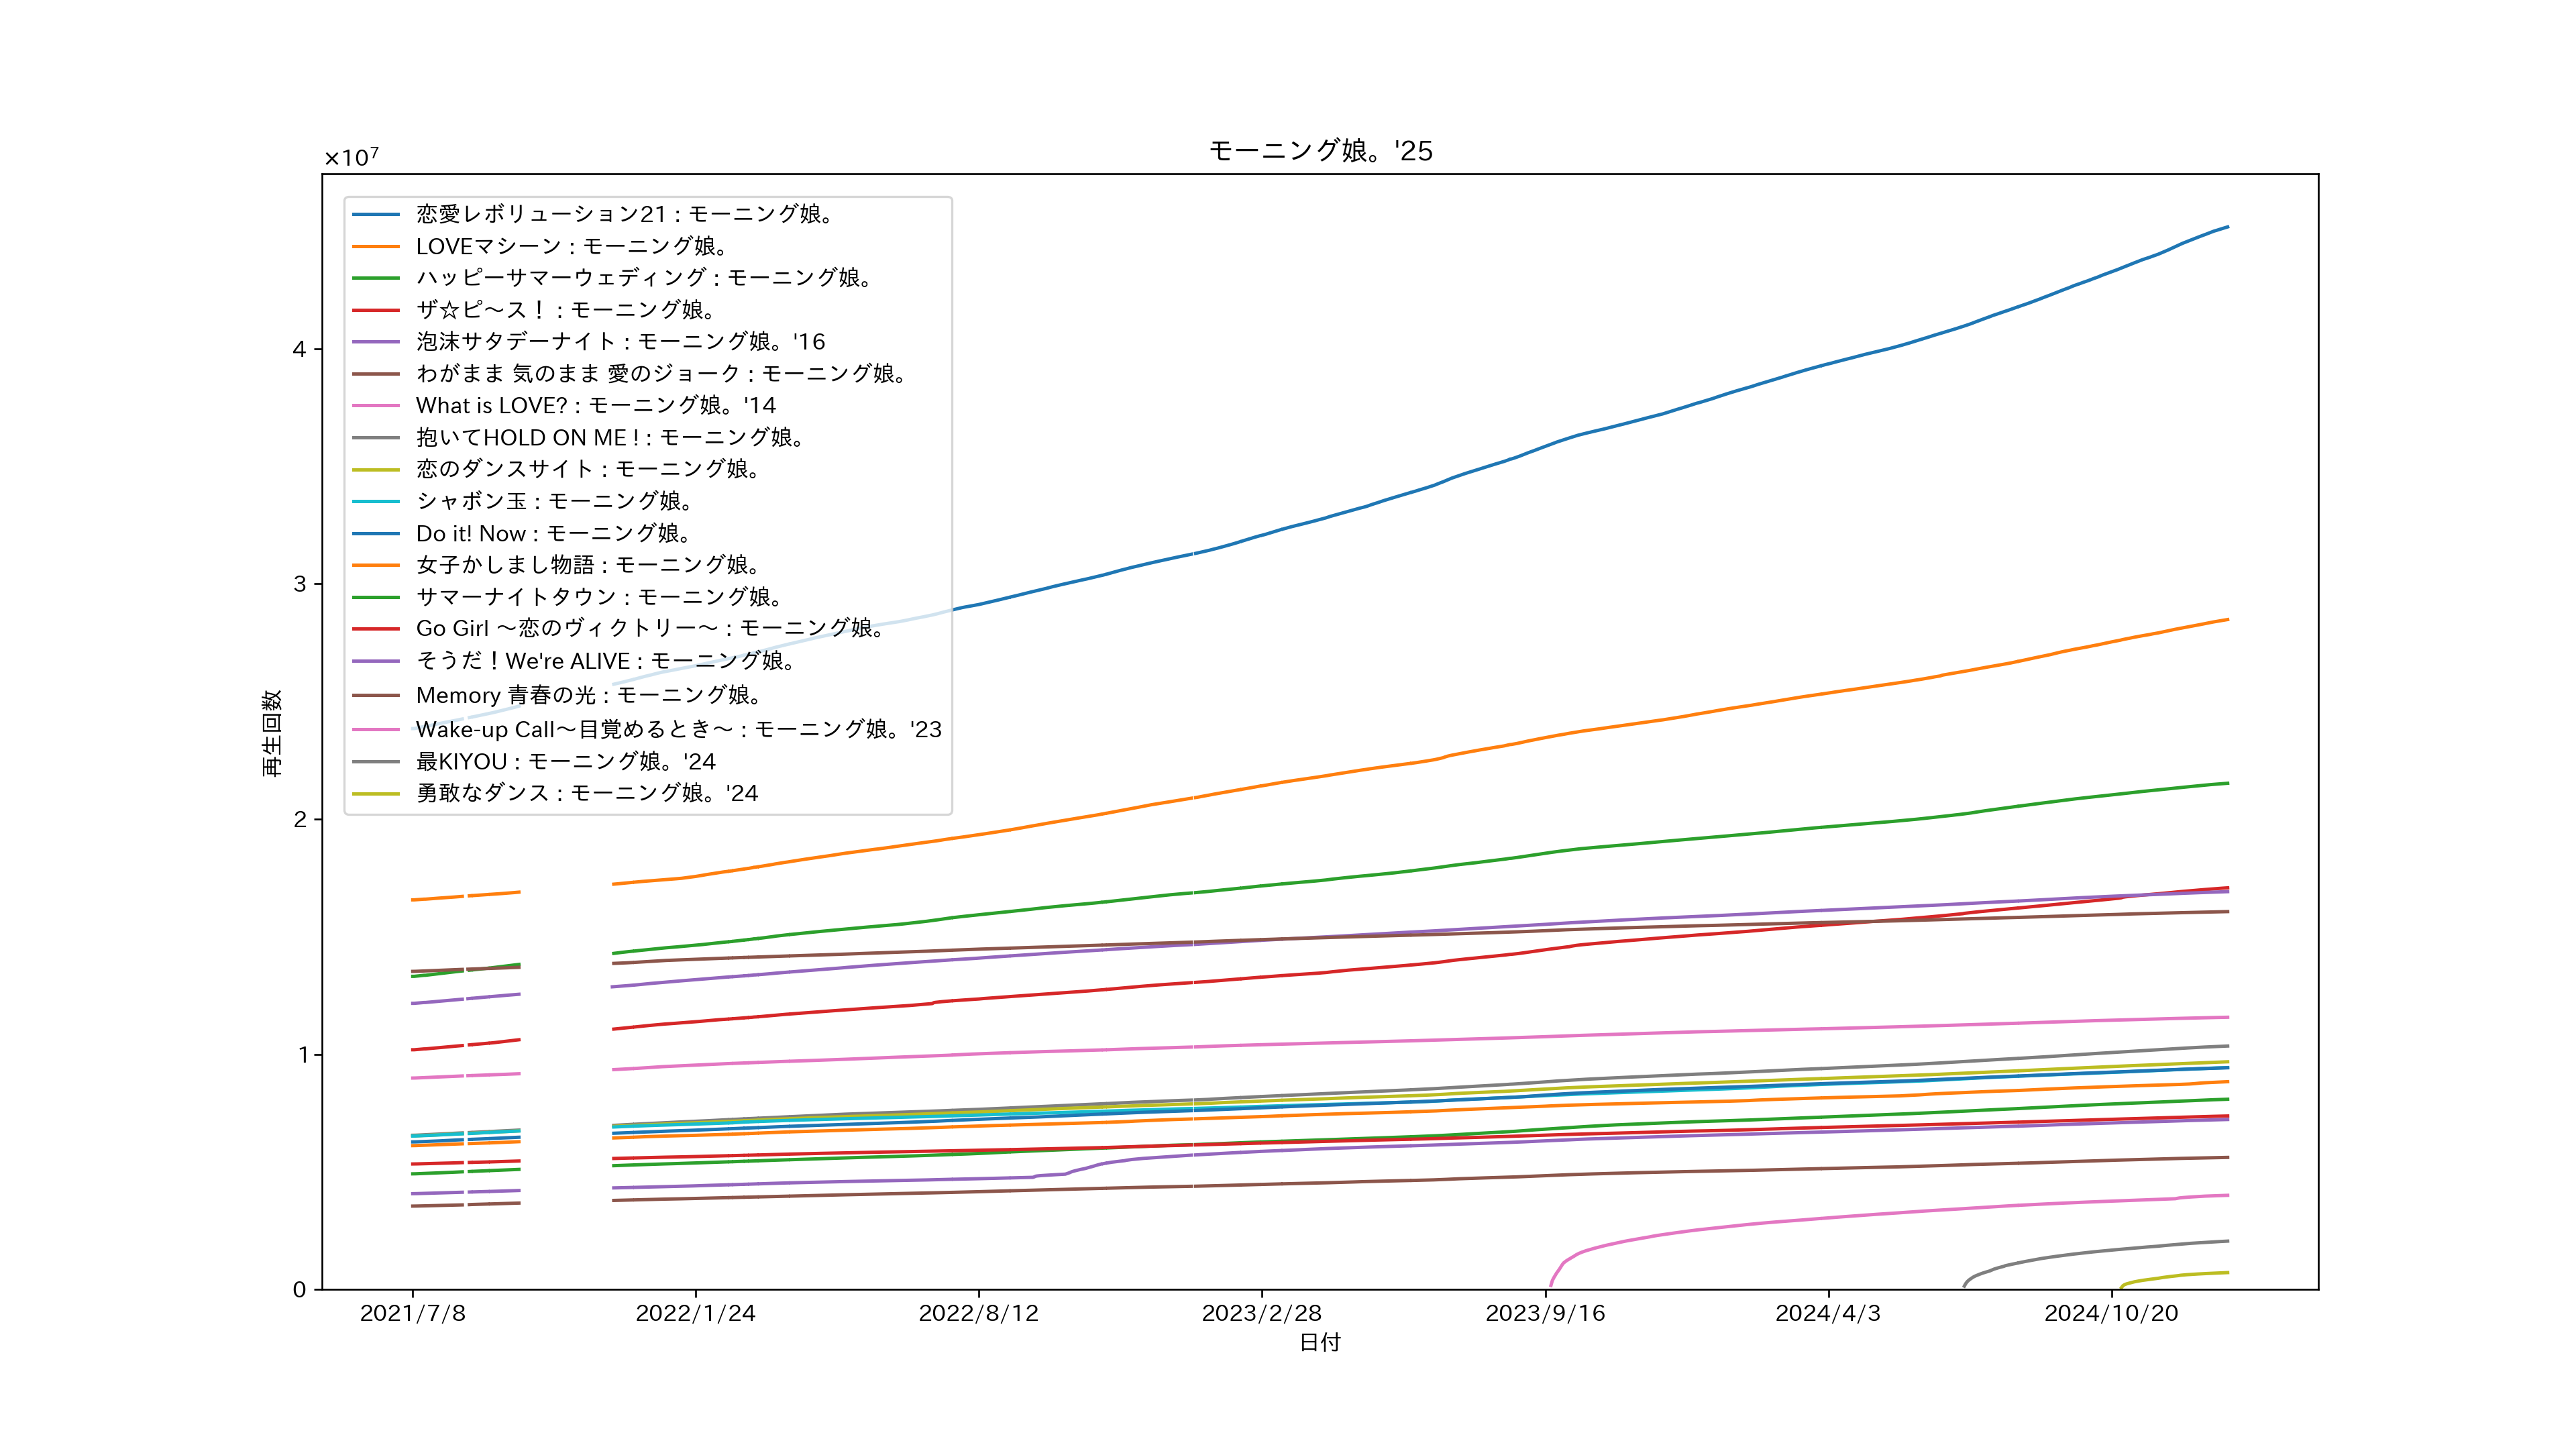 モーニング娘。'25
×10⁷
恋愛レボリューション21 : モーニング娘。
LOVEマシーン : モーニング娘。
ハッピーサマーウェディング : モーニング娘。
ザ☆ピ〜ス！ : モーニング娘。
泡沫サタデーナイト : モーニング娘。'16
わがまま 気のまま 愛のジョーク : モーニング娘。
What is LOVE? : モーニング娘。'14
抱いてHOLD ON ME ! : モーニング娘。
恋のダンスサイト : モーニング娘。
シャボン玉 : モーニング娘。
Do it! Now : モーニング娘。
女子かしまし物語 : モーニング娘。
サマーナイトタウン : モーニング娘。
Go Girl 〜恋のヴィクトリー〜 : モーニング娘。
そうだ！We're ALIVE : モーニング娘。
Memory 青春の光 : モーニング娘。
Wake-up Call〜目覚めるとき〜 : モーニング娘。'23
最KIYOU : モーニング娘。'24
勇敢なダンス : モーニング娘。'24
再生回数
4
3
2
1
0
2021/7/8 2022/1/24 2022/8/12 2023/2/28 2023/9/16 2024/4/3 2024/10/20
日付